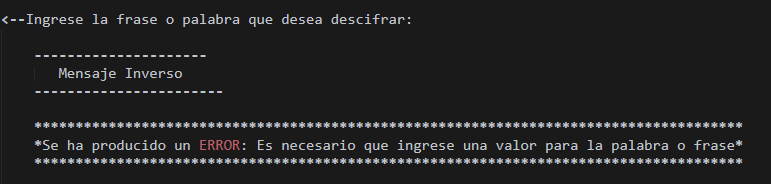 <--Ingrese la frase o palabra que desea descifrar:
---------------------
Mensaje Inverso
-----------------------
**************************************************************************************
*Se ha producido un ERROR: Es necesario que ingrese una valor para la palabra o frase*
**************************************************************************************